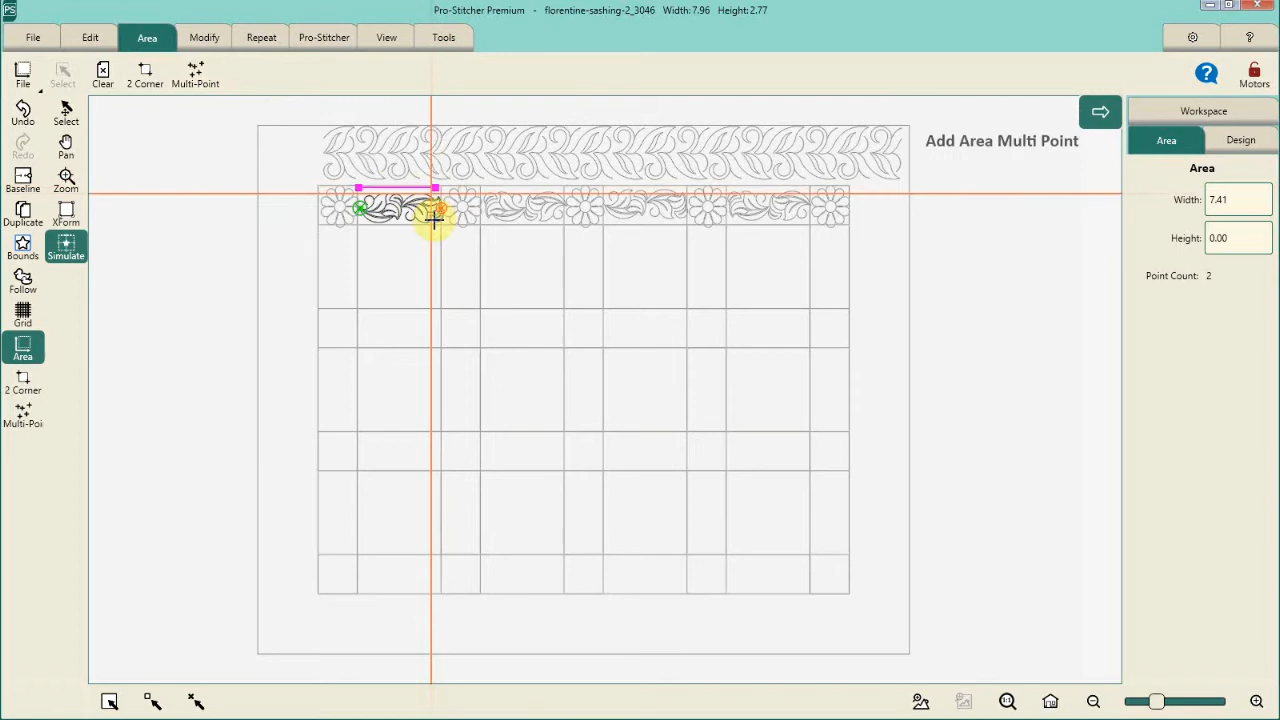 PS
Pro-Stitcher Premium - florentine-sashing-2_3046 Width:7.96 Height:2.77
File Edit Area Modify Repeat Pro-Stitcher View Tools ?
File Select Clear 2 Corner Multi-Point ? Motors
Undo Select
Redo Pan
Baseline Zoom
Duplicate XForm
Bounds Simulate
Follow
Grid
Area
2 Corner
Multi-Poi
Add Area Multi Point
Workspace
Area Design
Area
Width: 7.41
Height: 0.00
Point Count: 2
1:1